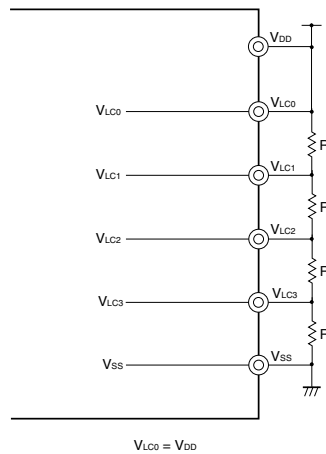 VDD
VLC0 VLC0
VLC1 VLC1
VLC2 VLC2
VLC3 VLC3
VSS VSS
VLC0 = VDD